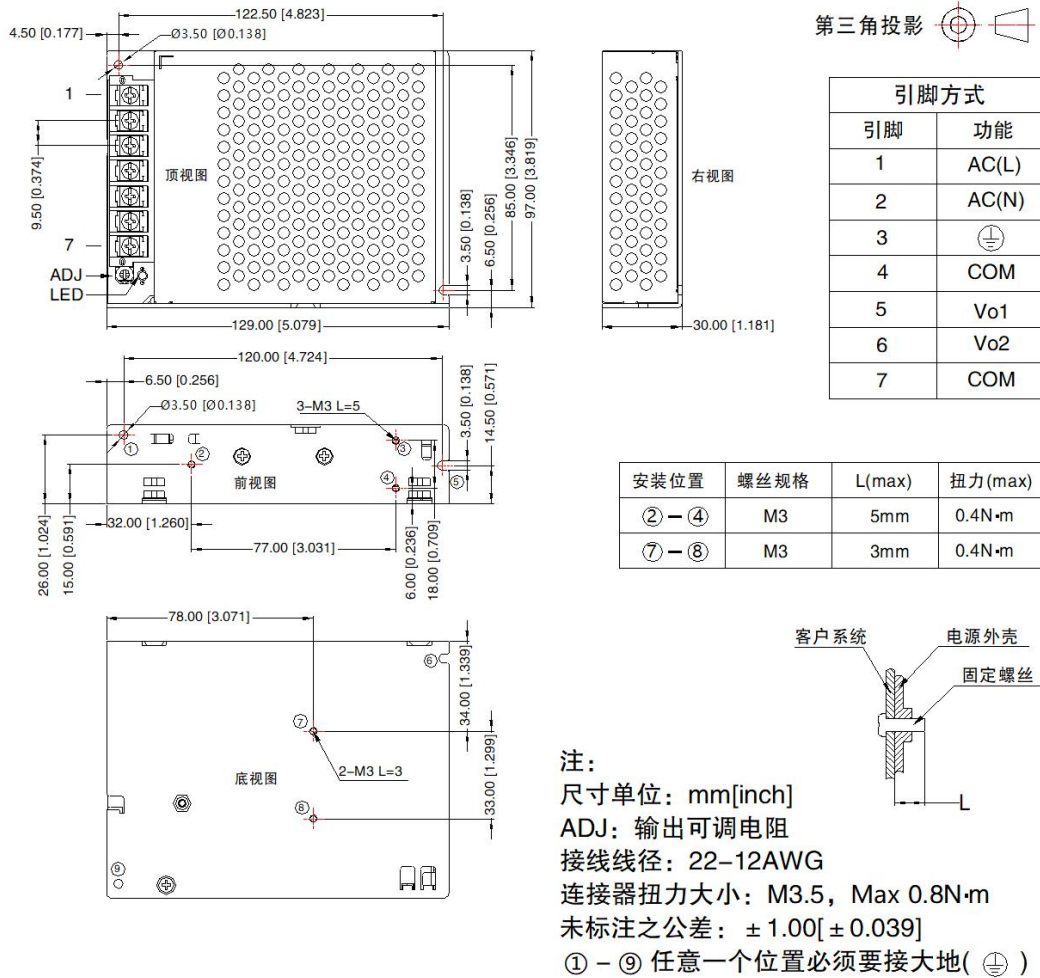 122.50 [4.823]
4.50 [0.177]
Ø3.50 [Ø0.138]
第三角投影
1
9.50 [0.374]
7
ADJ
LED
顶视图
85.00 [3.346]
97.00 [3.819]
3.50 [0.138]
6.50 [0.256]
129.00 [5.079]
右视图
30.00 [1.181]
引脚方式
引脚 功能
1 AC(L)
2 AC(N)
3 ⏚
4 COM
5 Vo1
6 Vo2
7 COM
120.00 [4.724]
6.50 [0.256]
Ø3.50 [Ø0.138]
3-M3 L=5
3.50 [0.138]
14.50 [0.571]
① ② ③ ④ ⑤
前视图
26.00 [1.024]
15.00 [0.591]
32.00 [1.260]
77.00 [3.031]
6.00 [0.236]
18.00 [0.709]
安装位置 螺丝规格 L(max) 扭力(max)
②-④ M3 5mm 0.4N·m
⑦-⑧ M3 3mm 0.4N·m
78.00 [3.071]
⑥
34.00 [1.339]
⑦
2-M3 L=3
底视图
33.00 [1.299]
⑧
⑨
客户系统
电源外壳
固定螺丝
L
注:
尺寸单位:mm[inch]
ADJ:输出可调电阻
接线线径:22-12AWG
连接器扭力大小:M3.5,Max 0.8N·m
未标注之公差:±1.00[±0.039]
①-⑨ 任意一个位置必须要接大地(⏚)